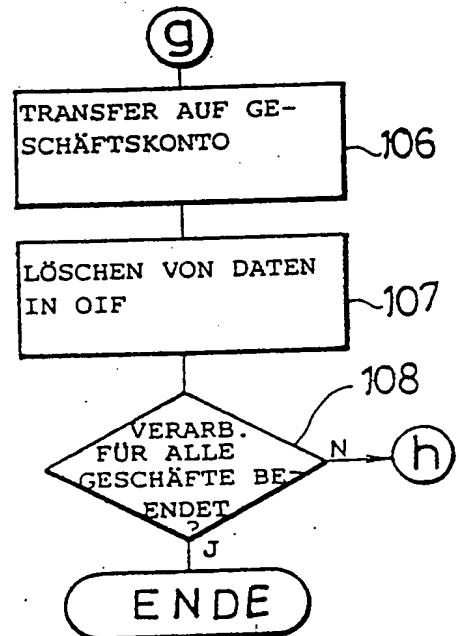 g
TRANSFER AUF GE-
SCHÄFTSKONTO
106
LÖSCHEN VON DATEN
IN OIF
107
108
VERARB.
FÜR ALLE
GESCHÄFTE BE-
ENDET
?
N
h
J
ENDE